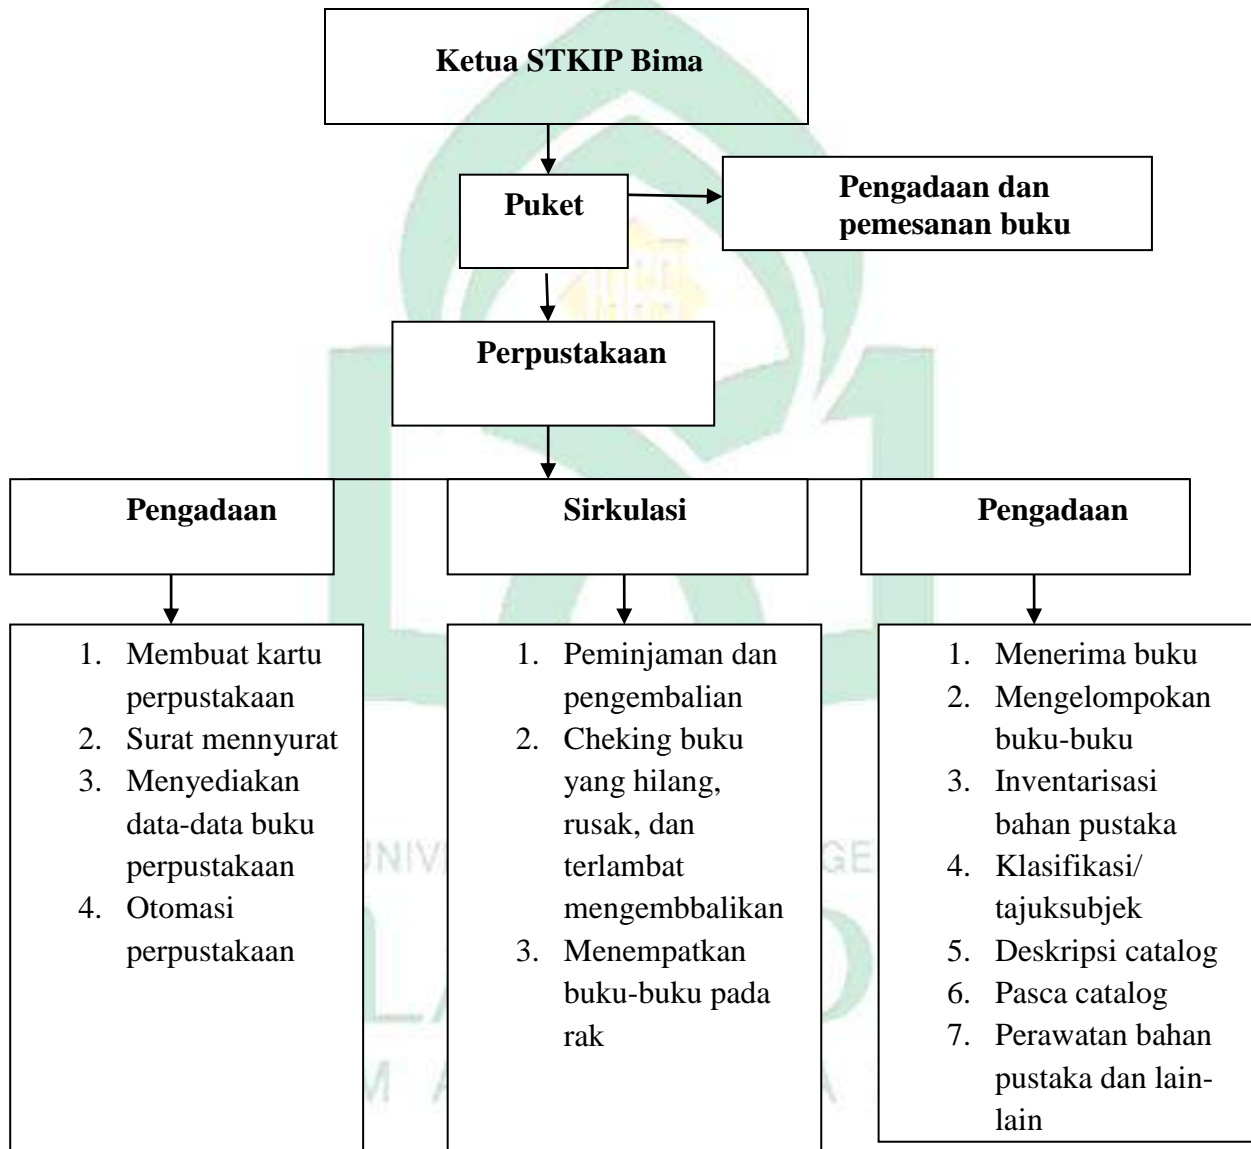 Ketua STKIP Bima
Puket
Pengadaan dan
pemesanan buku
Perpustakaan
Pengadaan
Sirkulasi
Pengadaan
1. Membuat kartu
perpustakaan
2. Surat mennyurat
3. Menyediakan
data-data buku
perpustakaan
4. Otomasi
perpustakaan
1. Peminjaman dan
pengembalian
2. Cheking buku
yang hilang,
rusak, dan
terlambat
mengembbalikan
3. Menempatkan
buku-buku pada
rak
1. Menerima buku
2. Mengelompokan
buku-buku
3. Inventarisasi
bahan pustaka
4. Klasifikasi/
tajuksubjek
5. Deskripsi catalog
6. Pasca catalog
7. Perawatan bahan
pustaka dan lain-
lain